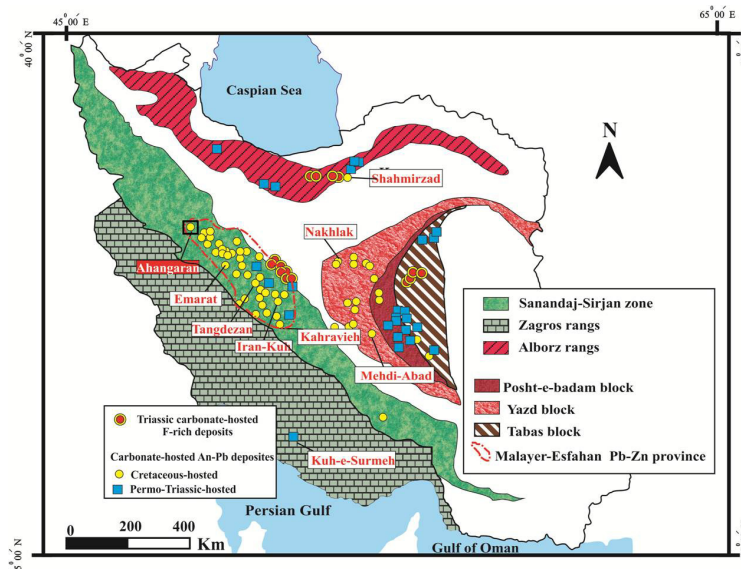 45° 00´ E
65° 00´ E
40° 00´ N
Caspian Sea
N
Shahmirzad
Nakhlak
Ahangaran
Emarat
Tangdezan
Iran-Kuh
Kahravieh
Mehdi-Abad
Sanandaj-Sirjan zone
Zagros rangs
Alborz rangs
Posht-e-badam block
Yazd block
Tabas block
Malayer-Esfahan Pb-Zn province
Triassic carbonate-hosted
F-rich deposits
Carbonate-hosted An-Pb deposites
Cretaceous-hosted
Permo-Triassic-hosted
Kuh-e-Surmeh
Persian Gulf
Gulf of Oman
0 200 400
Km